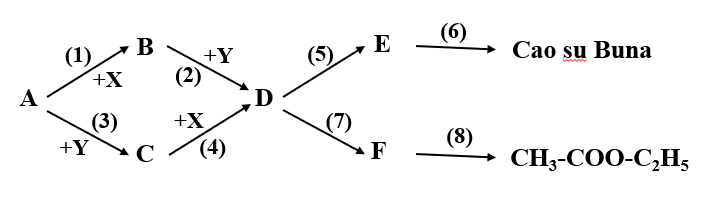 (1) B +Y (5) E (6) Cao su Buna
+X (2)
A D
(3) +X (7)
+Y C (4) F (8) CH₃-COO-C₂H₅